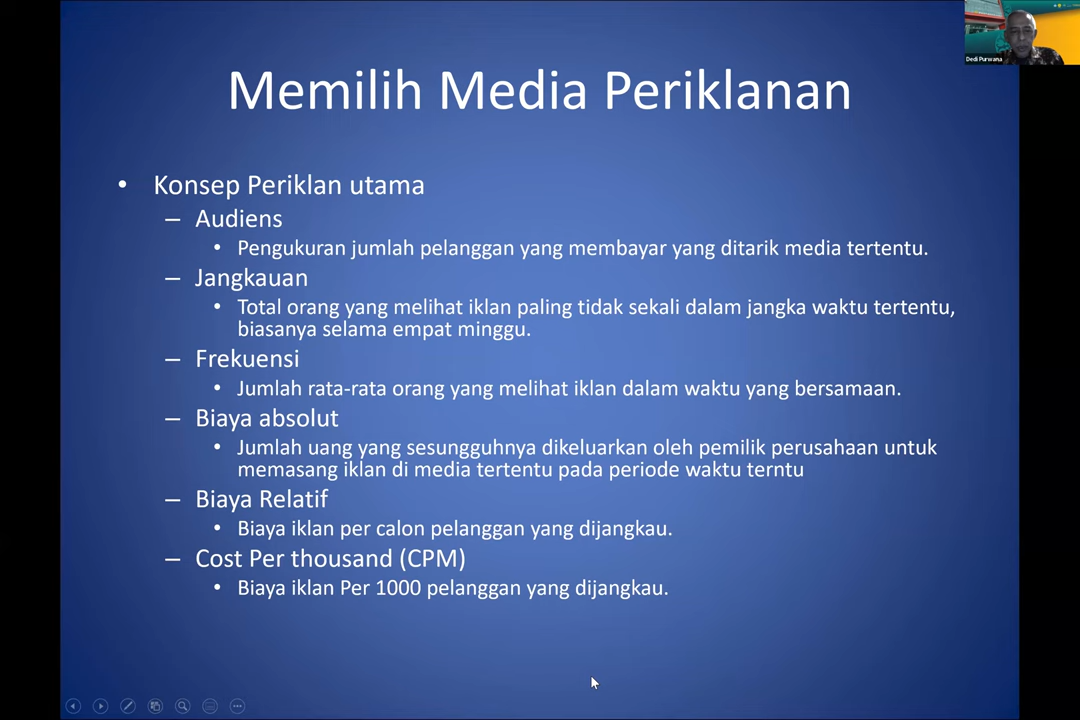 Memilih Media Periklanan
• Konsep Periklan utama
– Audiens
• Pengukuran jumlah pelanggan yang membayar yang ditarik media tertentu.
– Jangkauan
• Total orang yang melihat iklan paling tidak sekali dalam jangka waktu tertentu,
biasanya selama empat minggu.
– Frekuensi
• Jumlah rata-rata orang yang melihat iklan dalam waktu yang bersamaan.
– Biaya absolut
• Jumlah uang yang sesungguhnya dikeluarkan oleh pemilik perusahaan untuk
memasang iklan di media tertentu pada periode waktu terntu
– Biaya Relatif
• Biaya iklan per calon pelanggan yang dijangkau.
– Cost Per thousand (CPM)
• Biaya iklan Per 1000 pelanggan yang dijangkau.
Dedi Purwana